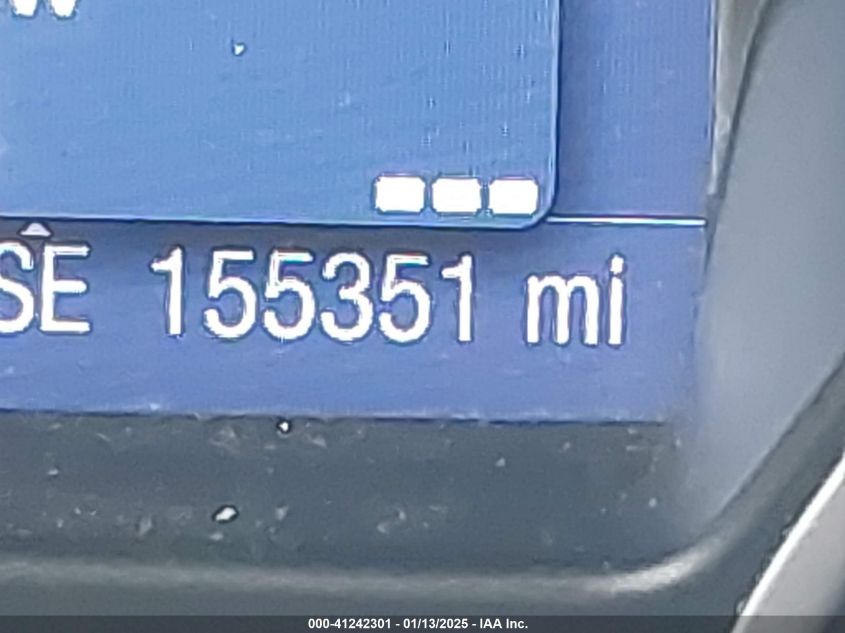 W
SE 155351 mi
000-41242301 - 01/13/2025 - IAA Inc.